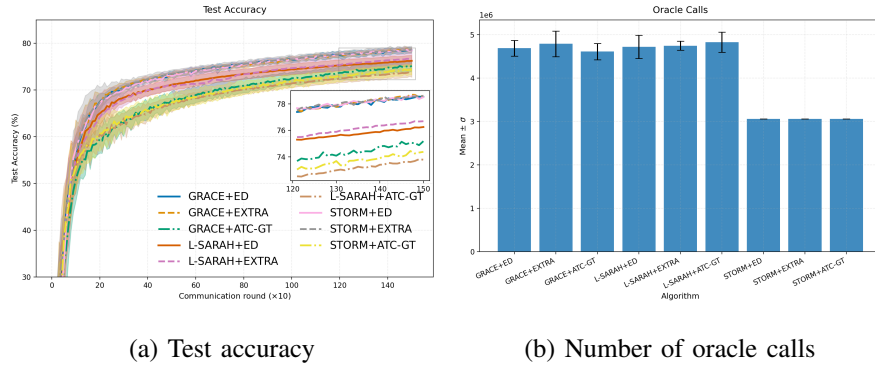 Test Accuracy
Test Accuracy (%)
80
70
60
50
40
30
0
20
40
60
80
100
120
140
Communication round (×10)
78
76
74
120
130
140
150
GRACE+ED
GRACE+EXTRA
GRACE+ATC-GT
L-SARAH+ED
L-SARAH+EXTRA
L-SARAH+ATC-GT
STORM+ED
STORM+EXTRA
STORM+ATC-GT
(a) Test accuracy
Oracle Calls
1e6
Mean ± σ
5
4
3
2
1
0
GRACE+ED
GRACE+EXTRA
GRACE+ATC-GT
L-SARAH+ED
L-SARAH+EXTRA
L-SARAH+ATC-GT
STORM+ED
STORM+EXTRA
STORM+ATC-GT
Algorithm
(b) Number of oracle calls